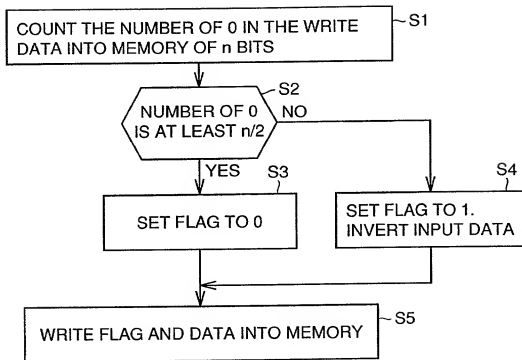 COUNT THE NUMBER OF 0 IN THE WRITE
DATA INTO MEMORY OF n BITS
S1
S2
NUMBER OF 0
IS AT LEAST n/2
NO
YES
S3
S4
SET FLAG TO 0
SET FLAG TO 1.
INVERT INPUT DATA
WRITE FLAG AND DATA INTO MEMORY
S5